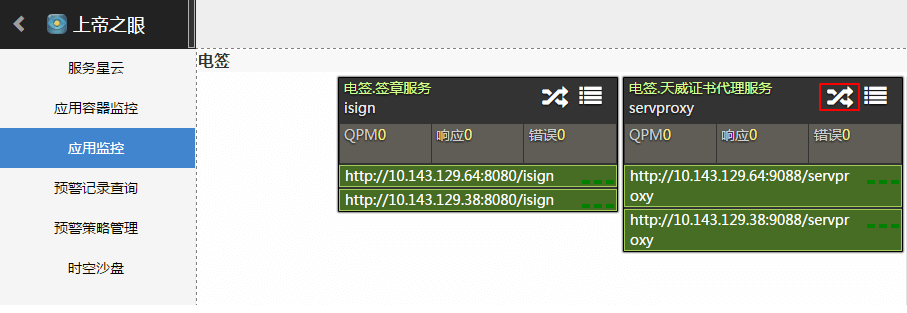 上帝之眼
服务星云
应用容器监控
应用监控
预警记录查询
预警策略管理
时空沙盘
电签
电签.签章服务
isign
QPM0 响应0 错误0
http://10.143.129.64:8080/isign
http://10.143.129.38:8080/isign
电签.天威证书代理服务
servproxy
QPM0 响应0 错误0
http://10.143.129.64:9088/servpr
oxy
http://10.143.129.38:9088/servpr
oxy